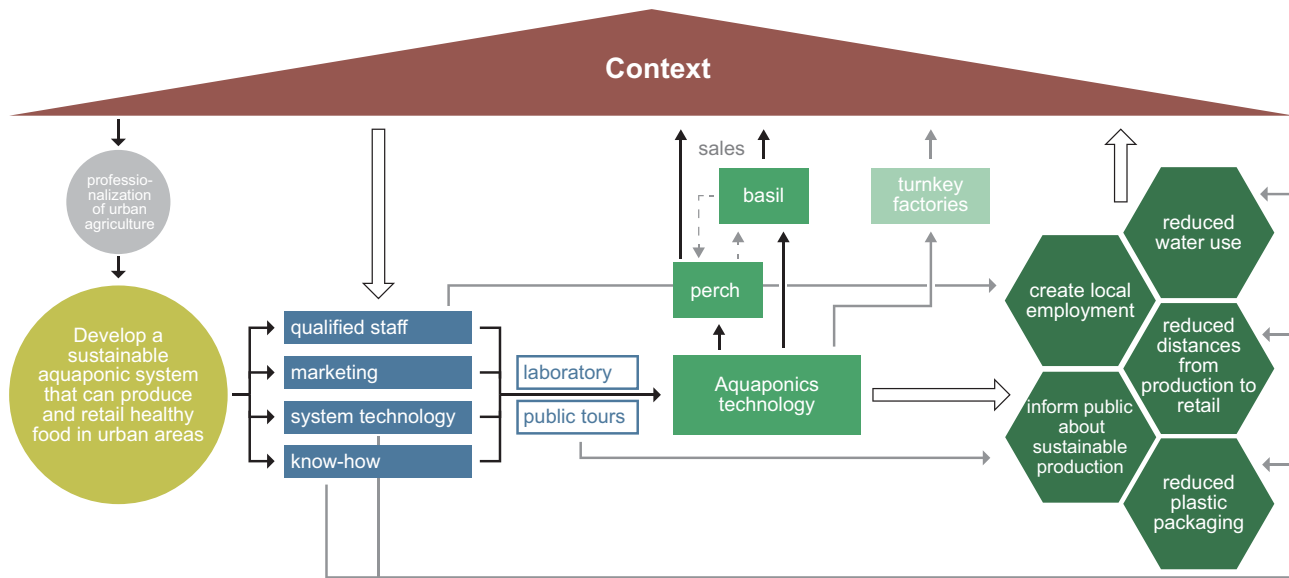 Context
professio-
nalization
of urban
agriculture
Develop a
sustainable
aquaponic system
that can produce
and retail healthy
food in urban areas
qualified staff
marketing
system technology
know-how
laboratory
public tours
sales
basil
perch
Aquaponics
technology
turnkey
factories
create local
employment
inform public
about
sustainable
production
reduced
water use
reduced
distances
from
production to
retail
reduced
plastic
packaging